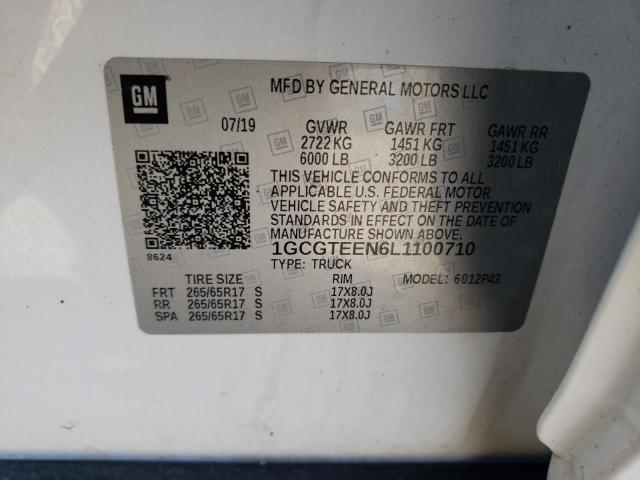 GM
MFD BY GENERAL MOTORS LLC
07/19 GVWR GAWR FRT GAWR RR
2722 KG 1451 KG 1451 KG
6000 LB 3200 LB 3200 LB
THIS VEHICLE CONFORMS TO ALL
APPLICABLE U.S. FEDERAL MOTOR
VEHICLE SAFETY AND THEFT PREVENTION
STANDARDS IN EFFECT ON THE DATE OF
MANUFACTURE SHOWN ABOVE.
8624
1GCGTEEN6L1100710
TYPE: TRUCK MODEL: 6012P43
TIRE SIZE RIM
FRT 265/65R17 S 17X8.0J
RR 265/65R17 S 17X8.0J
SPA 265/65R17 S 17X8.0J